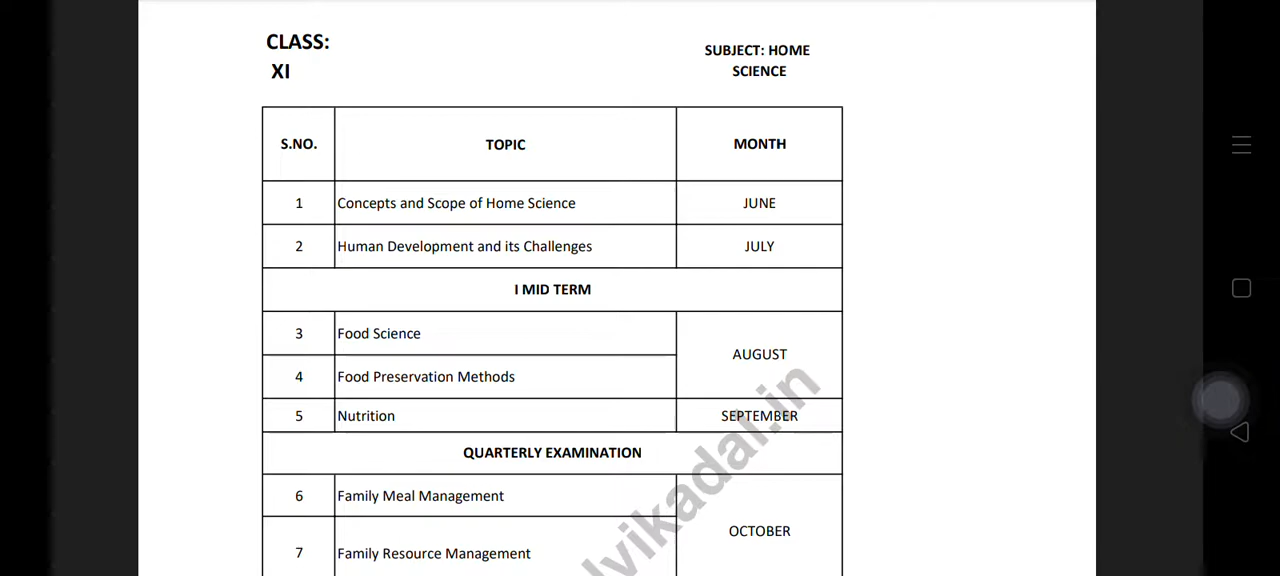 CLASS:
XI
SUBJECT: HOME
SCIENCE
S.NO. TOPIC MONTH
1 Concepts and Scope of Home Science JUNE
2 Human Development and its Challenges JULY
I MID TERM
3 Food Science
AUGUST
4 Food Preservation Methods
5 Nutrition SEPTEMBER
QUARTERLY EXAMINATION
6 Family Meal Management
OCTOBER
7 Family Resource Management
lvikadal.in